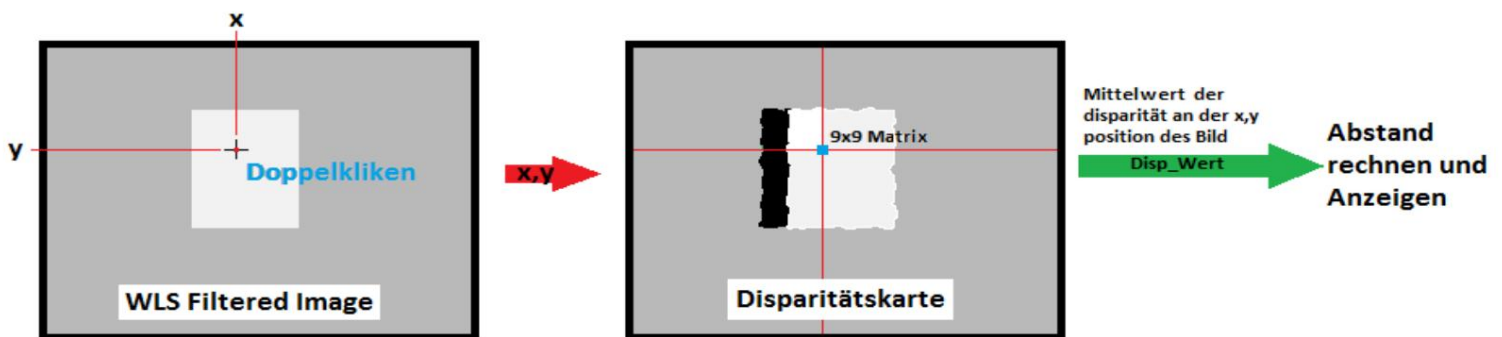 x
y
Doppelkliken
WLS Filtered Image
x,y
9x9 Matrix
Disparitätskarte
Mittelwert der
disparität an der x,y
position des Bild
Disp_Wert
Abstand
rechnen und
Anzeigen